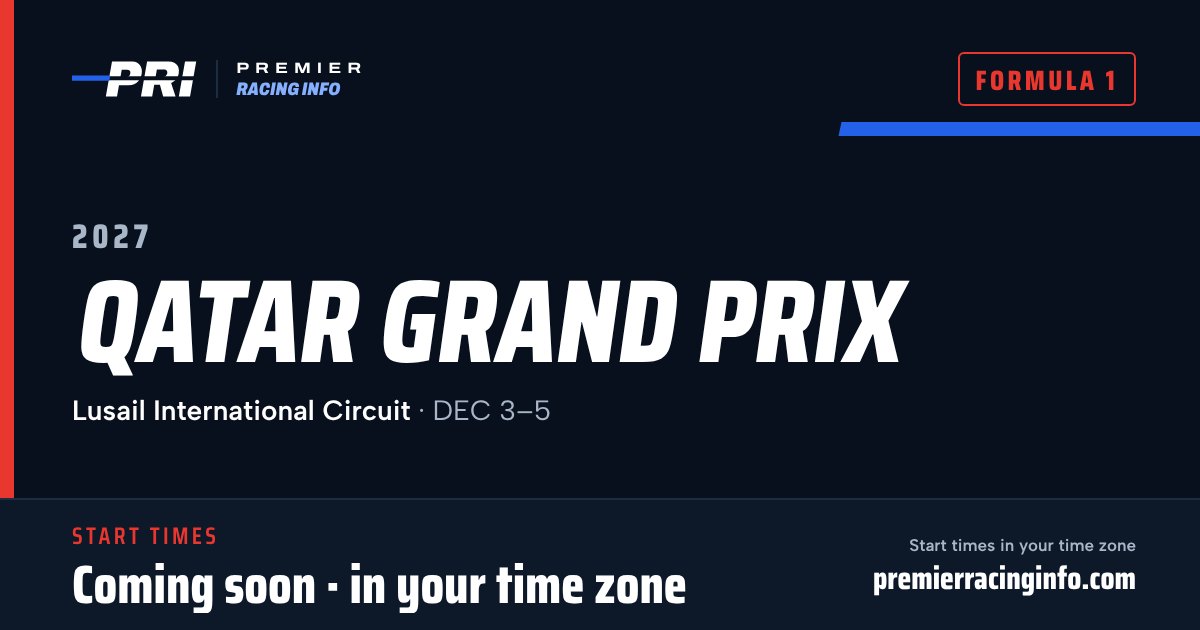 PRI
PREMIER
RACING INFO
FORMULA 1
2027
QATAR GRAND PRIX
Lusail International Circuit · DEC 3–5
START TIMES
Coming soon · in your time zone
Start times in your time zone
premierracinginfo.com